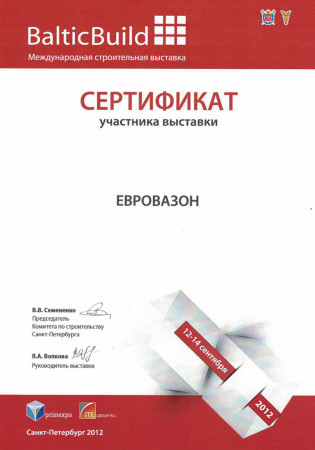 BalticBuild
Международная строительная выставка
СЕРТИФИКАТ
участника выставки
ЕВРОВАЗОН
В.В. Семененко
Председатель
Комитета по строительству
Санкт-Петербурга
Я.А. Волкова
Руководитель выставки
12-14 сентября
2012
primexpo
ITE GROUP PLC
Санкт-Петербург 2012